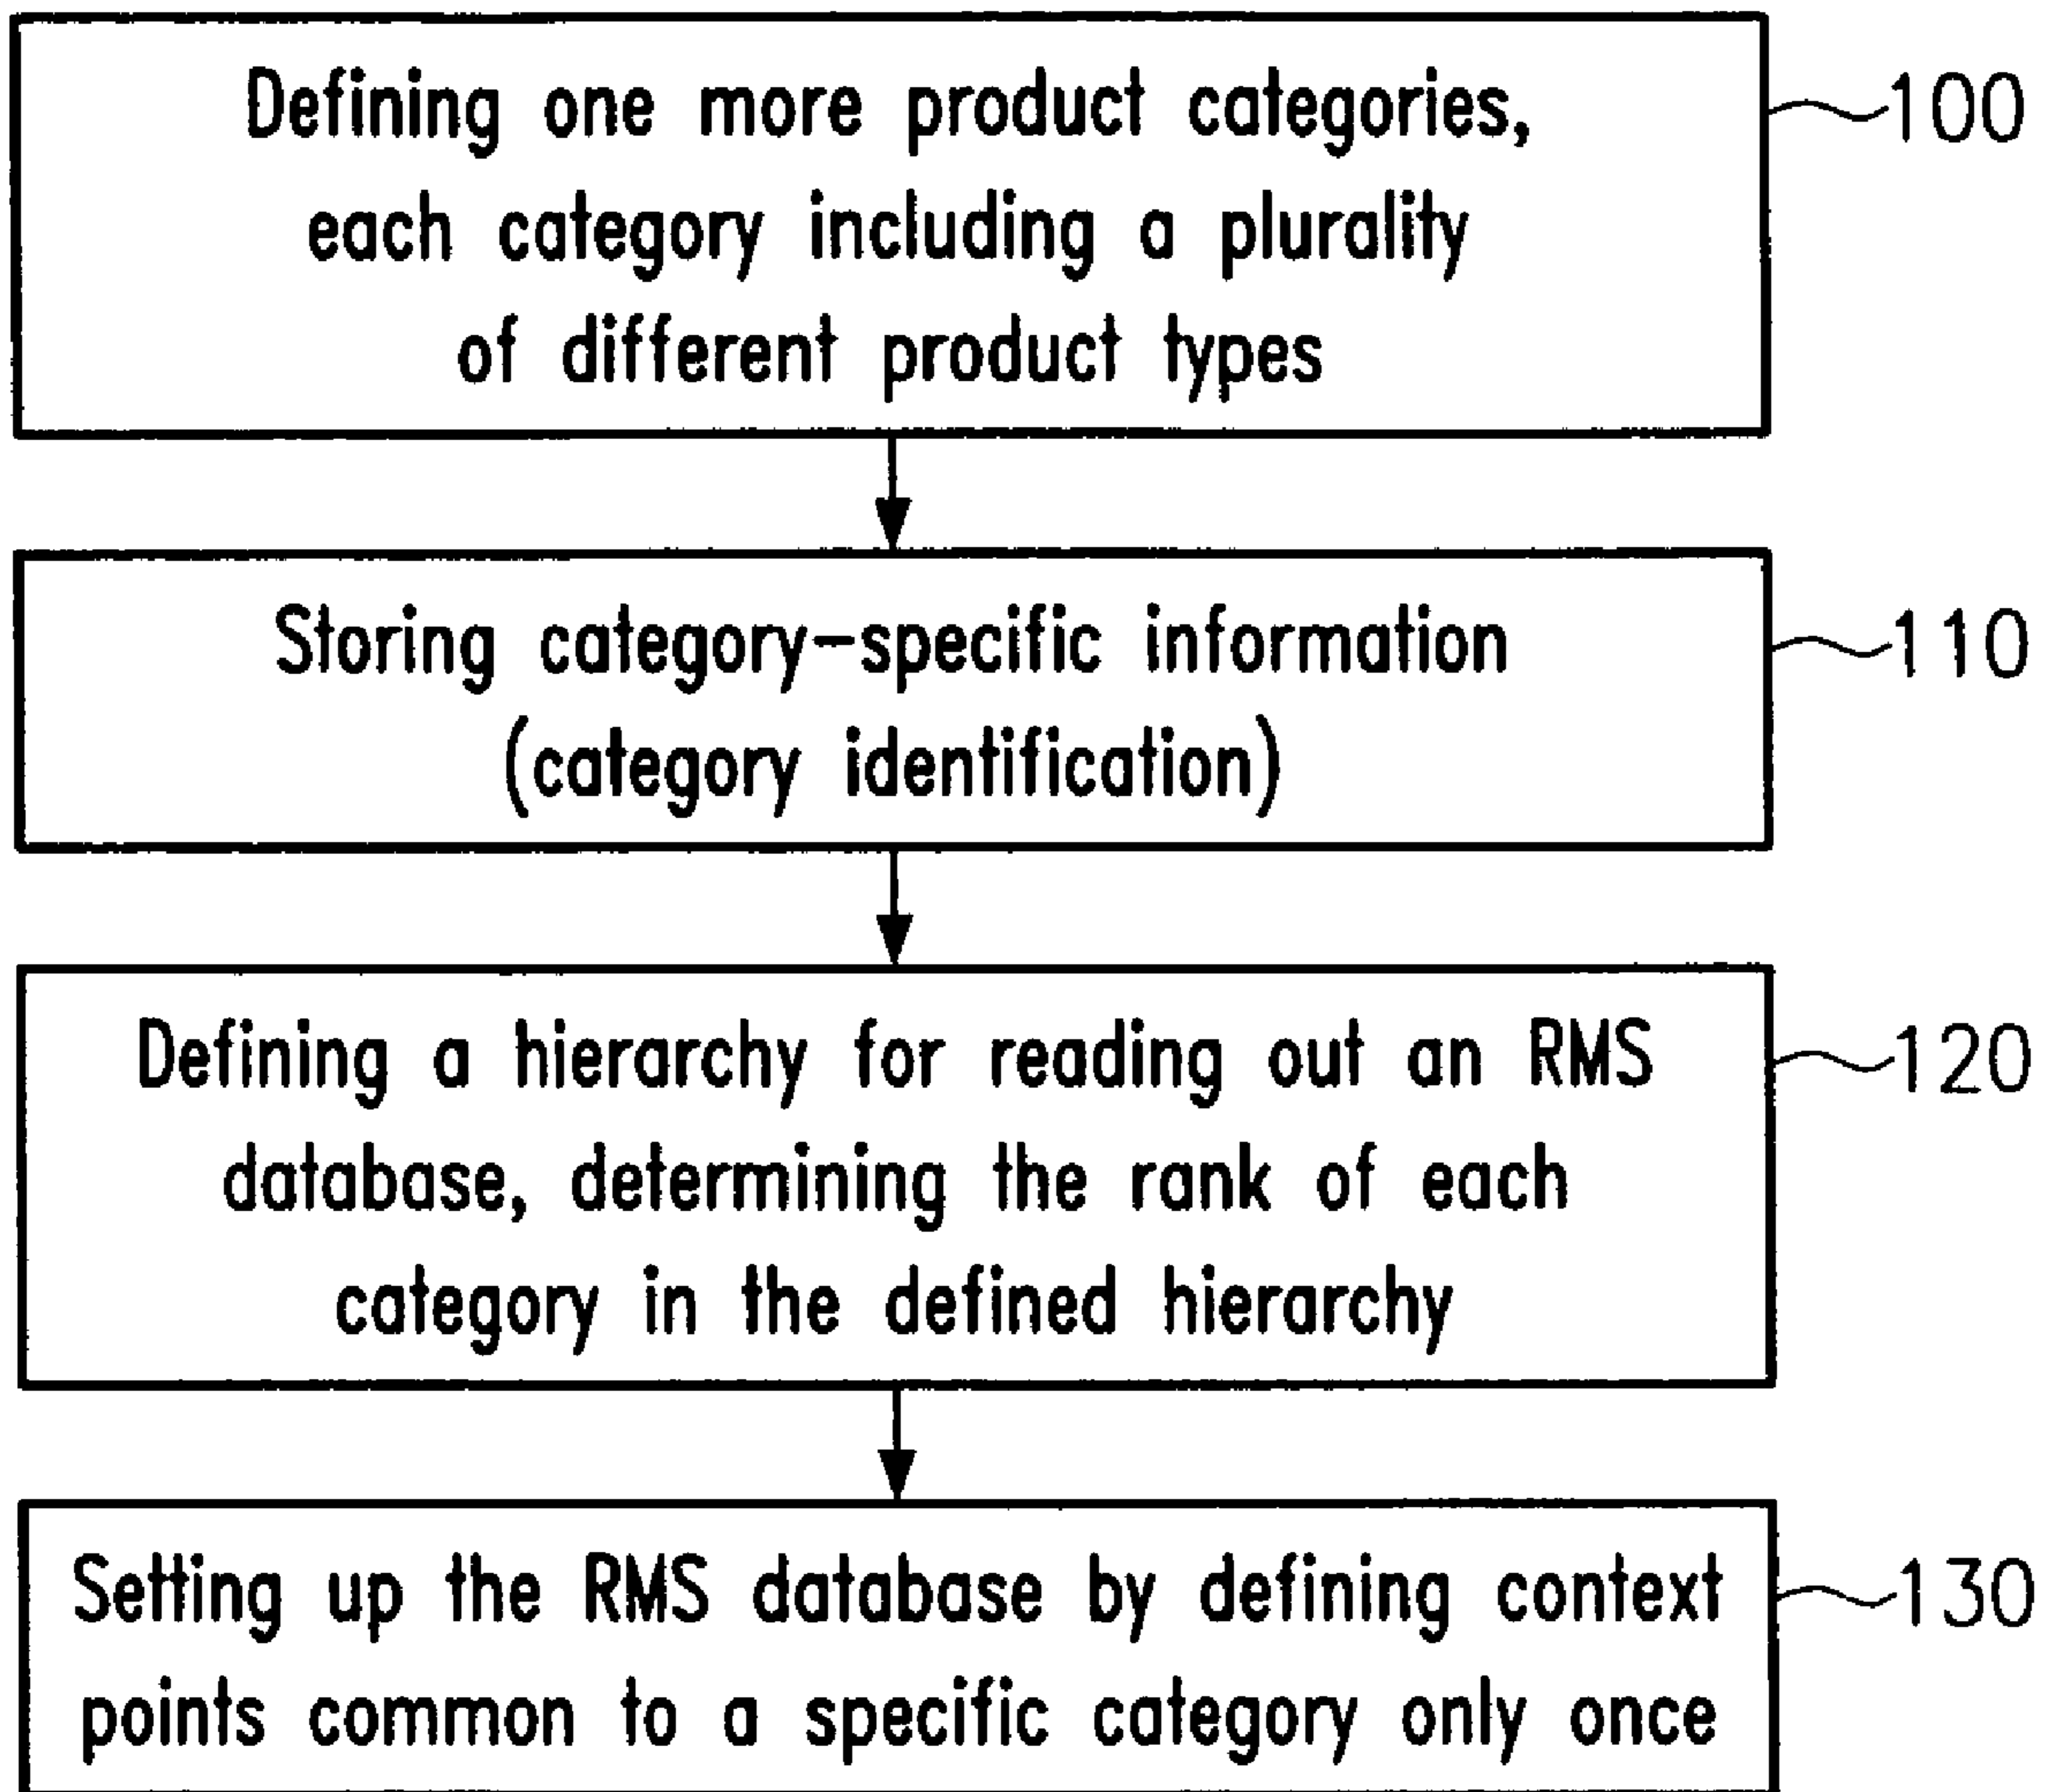 Defining one more product categories,
each category including a plurality
of different product types
100
Storing category-specific information
(category identification)
110
Defining a hierarchy for reading out an RMS
database, determining the rank of each
category in the defined hierarchy
120
Setting up the RMS database by defining context
points common to a specific category only once
130